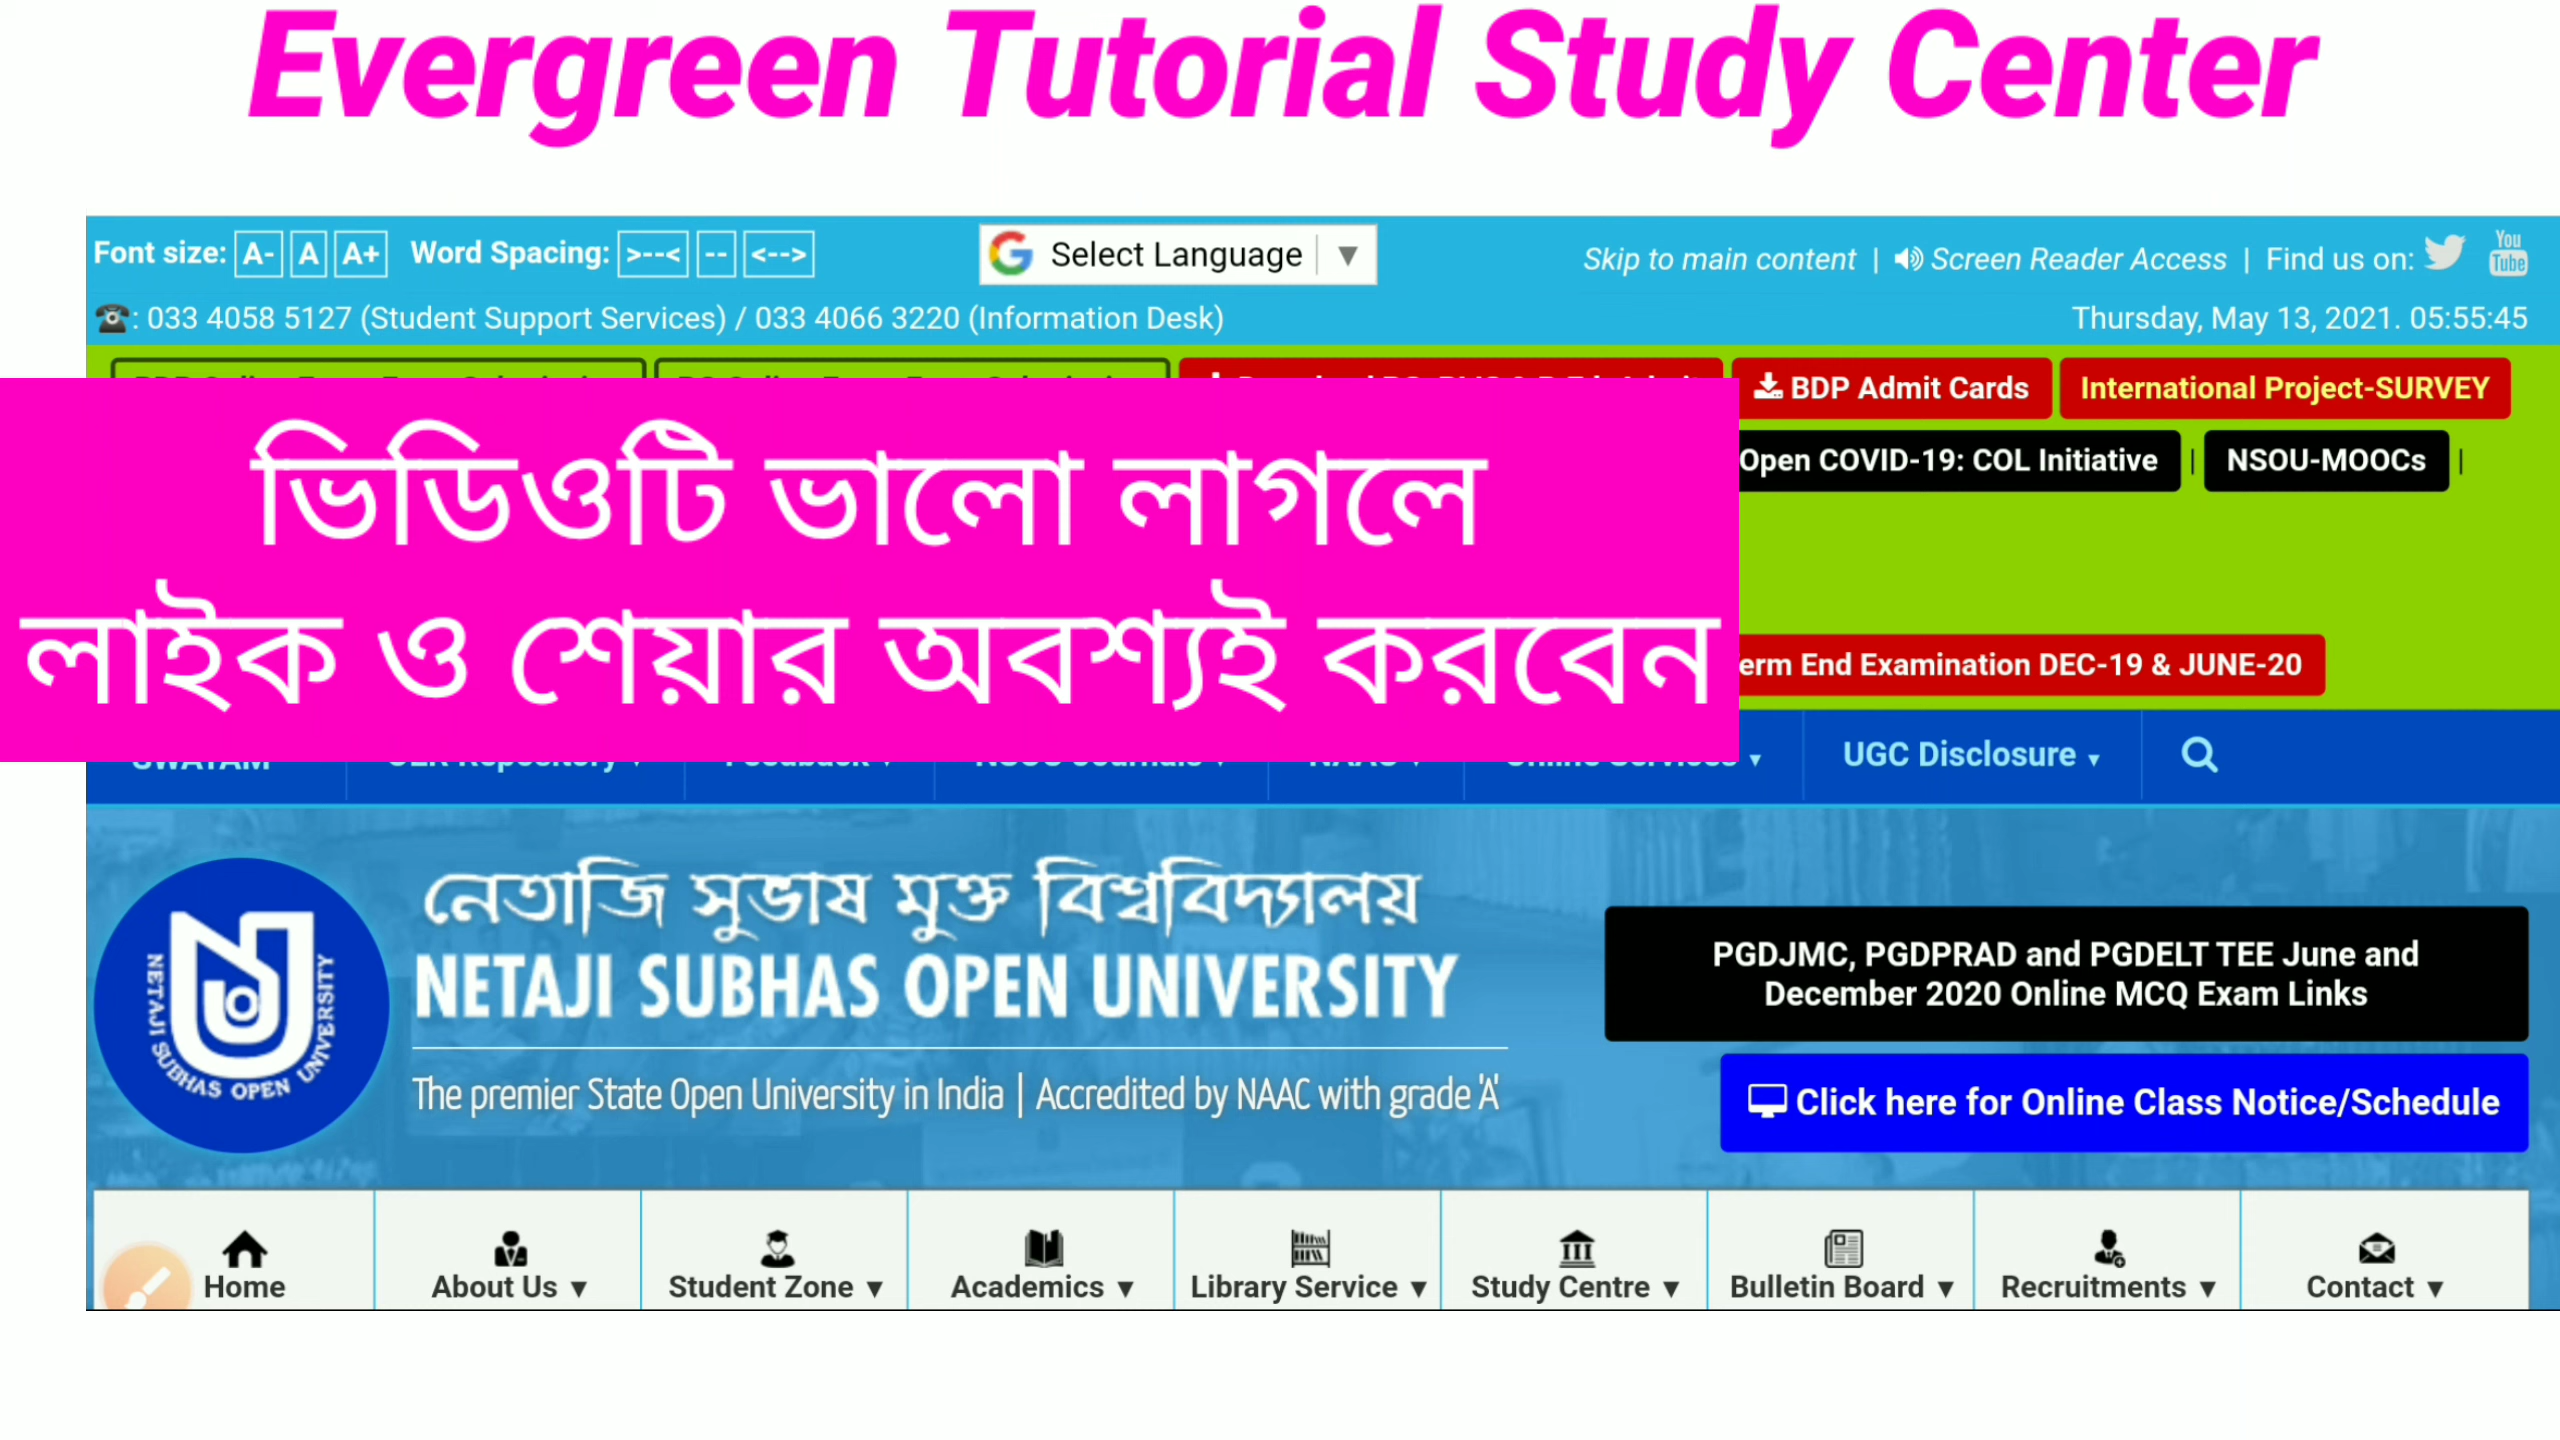 Evergreen Tutorial Study Center
Font size: A- A A+ Word Spacing: >--< -- <-->
Select Language ▼
Skip to main content | Screen Reader Access | Find us on: You Tube
: 033 4058 5127 (Student Support Services) / 033 4066 3220 (Information Desk)
Thursday, May 13, 2021. 05:55:45
BDP Admit Cards
International Project-SURVEY
Open COVID-19: COL Initiative | NSOU-MOOCs |
ভিডিওটি ভালো লাগলে
লাইক ও শেয়ার অবশ্যই করবেন
End Examination DEC-19 & JUNE-20
UGC Disclosure ▾
নেতাজি সুভাষ মুক্ত বিশ্ববিদ্যালয়
NETAJI SUBHAS OPEN UNIVERSITY
The premier State Open University in India | Accredited by NAAC with grade 'A'
NETAJI SUBHAS OPEN UNIVERSITY
PGDJMC, PGDPRAD and PGDELT TEE June and
December 2020 Online MCQ Exam Links
Click here for Online Class Notice/Schedule
Home
About Us ▼
Student Zone ▼
Academics ▼
Library Service ▼
Study Centre ▼
Bulletin Board ▼
Recruitments ▼
Contact ▼